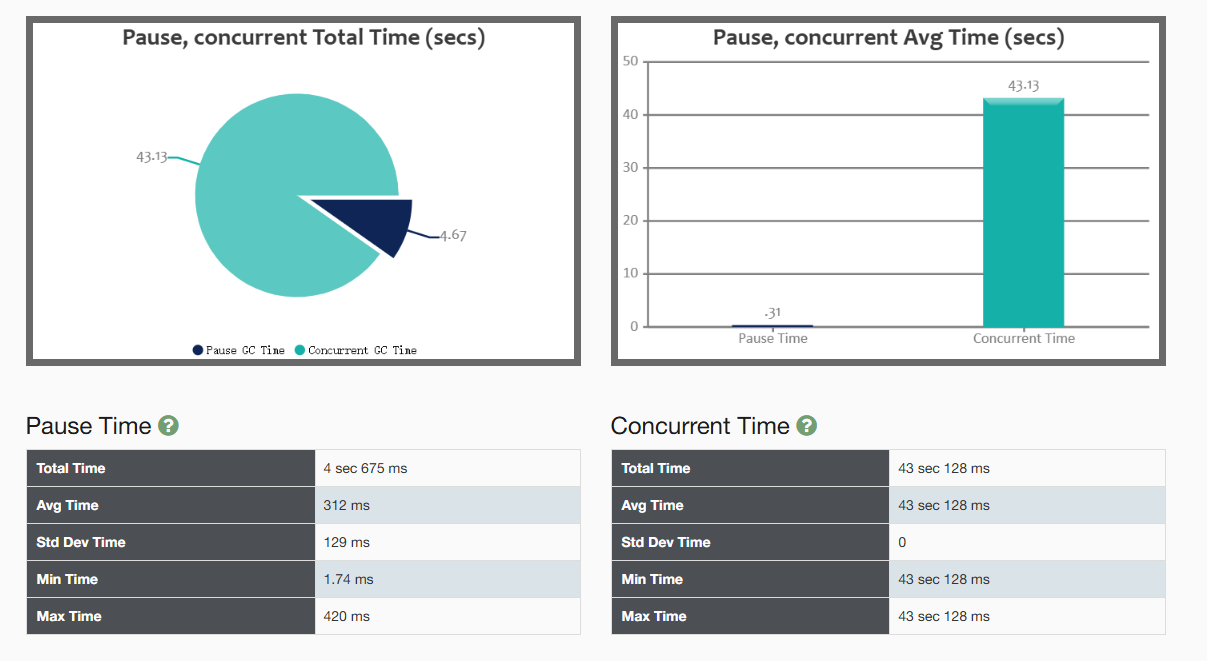 Pause, concurrent Total Time (secs)
43.13
4.67
Pause GC Time Concurrent GC Time
Pause, concurrent Avg Time (secs)
50
40
30
20
10
0
.31
43.13
Pause Time Concurrent Time
Pause Time ?
Total Time 4 sec 675 ms
Avg Time 312 ms
Std Dev Time 129 ms
Min Time 1.74 ms
Max Time 420 ms
Concurrent Time ?
Total Time 43 sec 128 ms
Avg Time 43 sec 128 ms
Std Dev Time 0
Min Time 43 sec 128 ms
Max Time 43 sec 128 ms